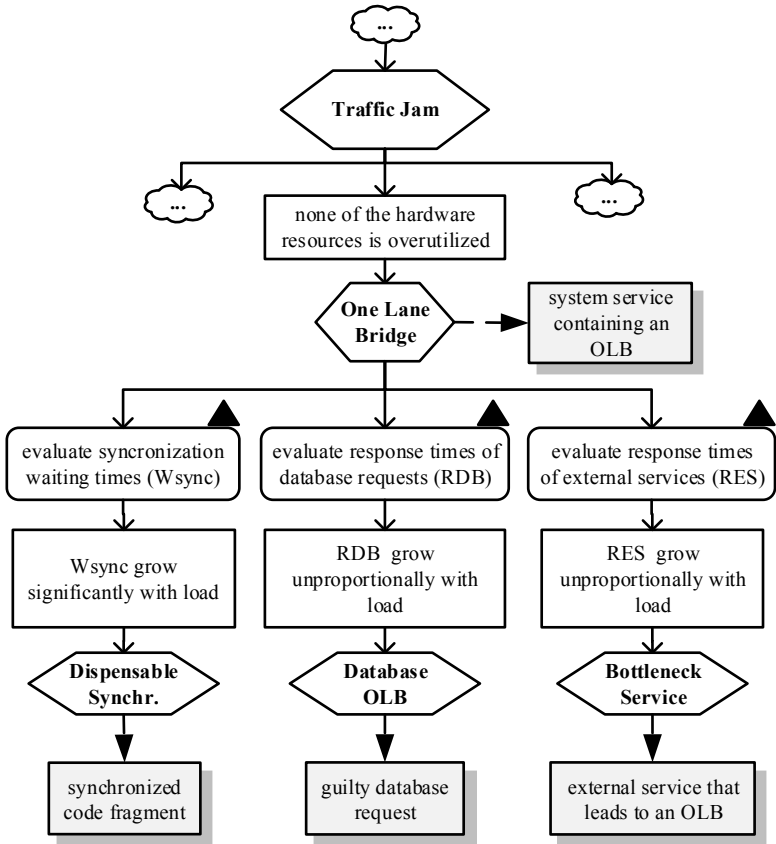 ...
Traffic Jam
...
...
none of the hardware
resources is overutilized
One Lane
Bridge
system service
containing an
OLB
evaluate syncronization
waiting times (Wsync)
evaluate response times of
database requests (RDB)
evaluate response times
of external services (RES)
Wsync grow
significantly with load
RDB grow
unproportionally with
load
RES grow
unproportionally with
load
Dispensable
Synchr.
Database
OLB
Bottleneck
Service
synchronized
code fragment
guilty database
request
external service that
leads to an OLB